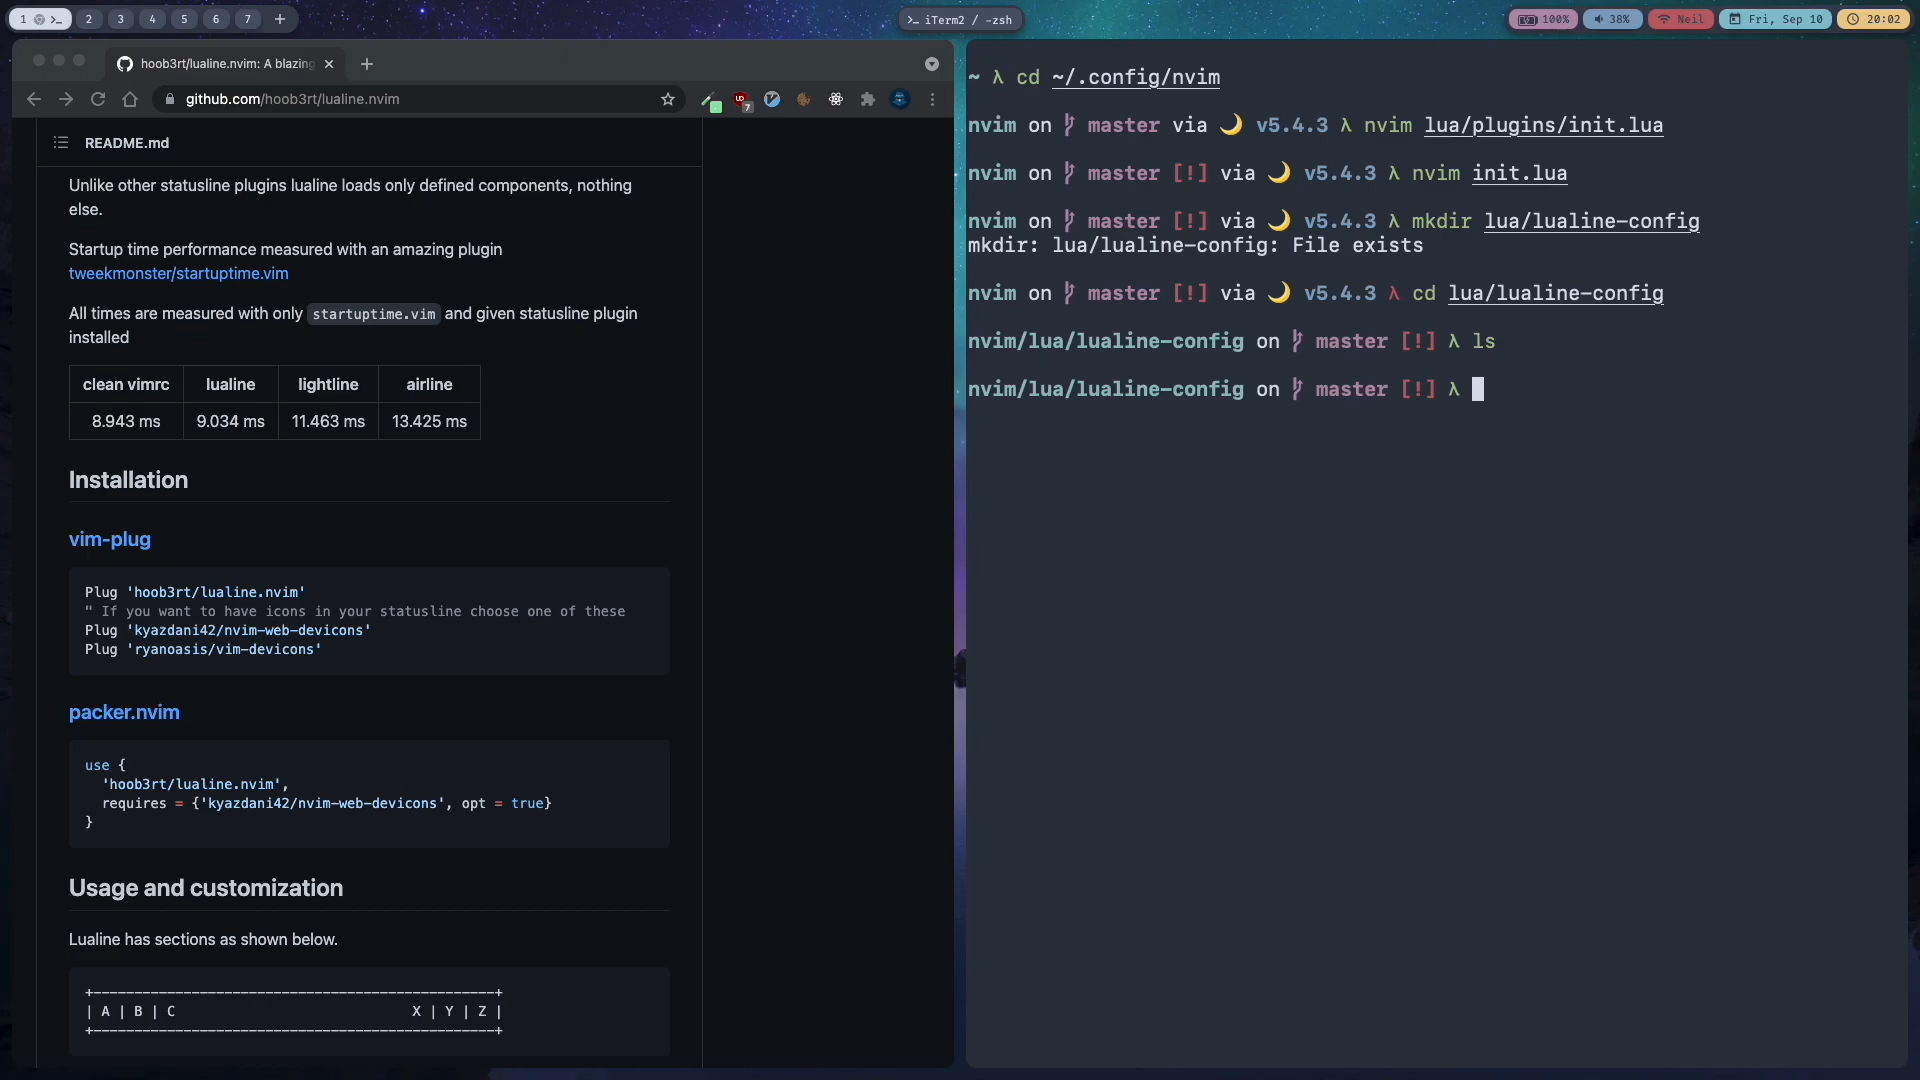 1
2
3
4
5
6
7
+
>_ iTerm2 / -zsh
100%
38%
Neil
Fri, Sep 10
20:02
hoob3rt/lualine.nvim: A blazing
github.com/hoob3rt/lualine.nvim
7
README.md
Unlike other statusline plugins lualine loads only defined components, nothing
else.
Startup time performance measured with an amazing plugin
tweekmonster/startuptime.vim
All times are measured with only startuptime.vim and given statusline plugin
installed
clean vimrc lualine lightline airline
8.943 ms 9.034 ms 11.463 ms 13.425 ms
Installation
vim-plug
Plug 'hoob3rt/lualine.nvim'
" If you want to have icons in your statusline choose one of these
Plug 'kyazdani42/nvim-web-devicons'
Plug 'ryanoasis/vim-devicons'
packer.nvim
use {
'hoob3rt/lualine.nvim',
requires = {'kyazdani42/nvim-web-devicons', opt = true}
}
Usage and customization
Lualine has sections as shown below.
+-------------------------------------------------+
| A | B | C                             X | Y | Z |
+-------------------------------------------------+
~ λ cd ~/.config/nvim
nvim on master via 🌙 v5.4.3 λ nvim lua/plugins/init.lua
nvim on master [!] via 🌙 v5.4.3 λ nvim init.lua
nvim on master [!] via 🌙 v5.4.3 λ mkdir lua/lualine-config
mkdir: lua/lualine-config: File exists
nvim on master [!] via 🌙 v5.4.3 λ cd lua/lualine-config
nvim/lua/lualine-config on master [!] λ ls
nvim/lua/lualine-config on master [!] λ